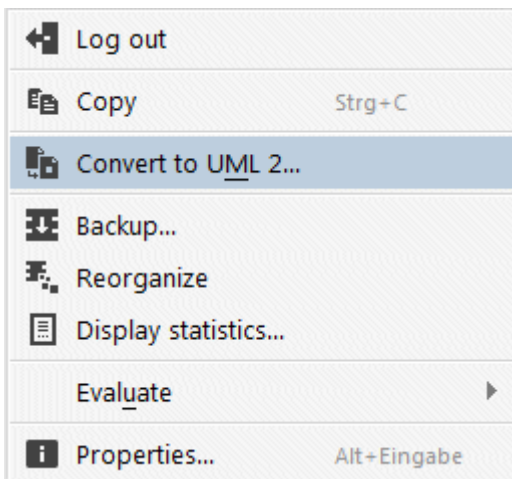 Log out
Copy Strg+C
Convert to UML 2...
Backup...
Reorganize
Display statistics...
Evaluate
Properties... Alt+Eingabe